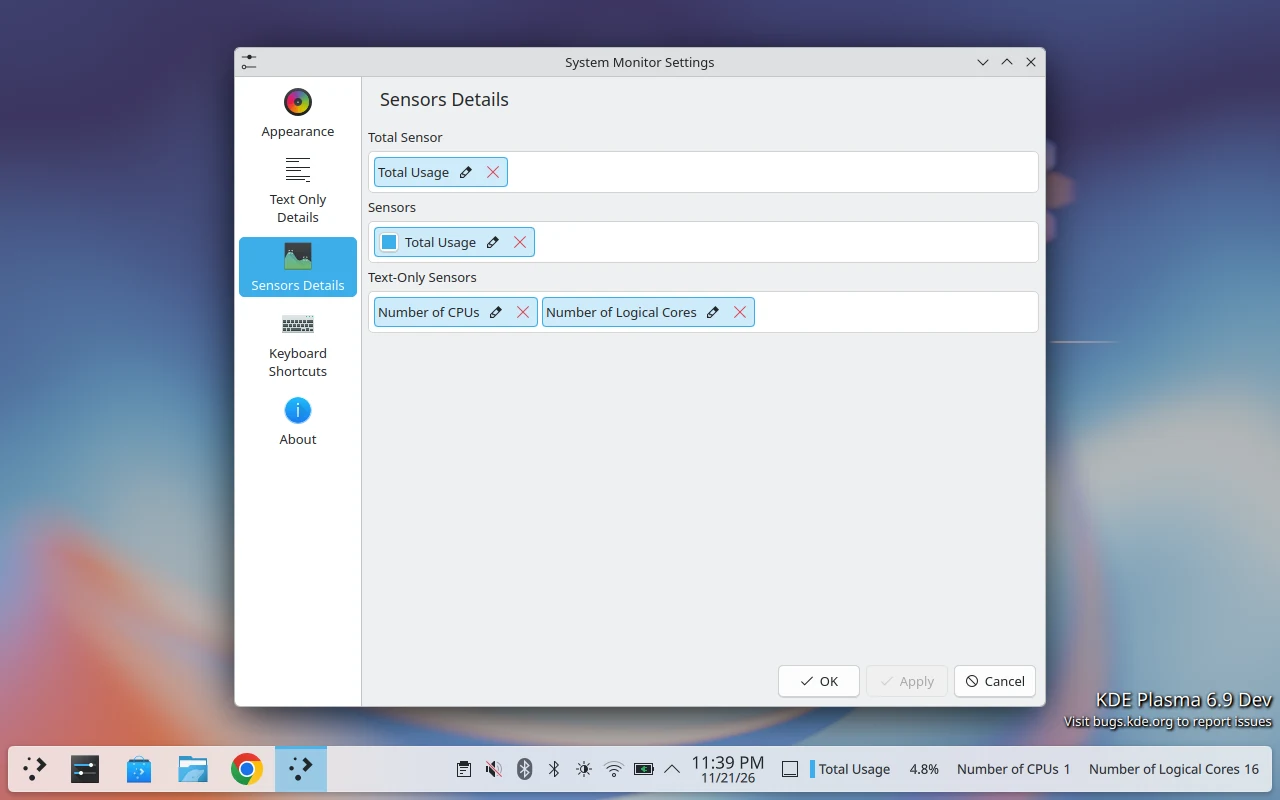 System Monitor Settings
Appearance
Text Only
Details
Sensors Details
Keyboard
Shortcuts
About
Sensors Details
Total Sensor
Total Usage
Sensors
Total Usage
Text-Only Sensors
Number of CPUs
Number of Logical Cores
OK
Apply
Cancel
KDE Plasma 6.9 Dev
Visit bugs.kde.org to report issues
11:39 PM
11/21/26
Total Usage 4.8%
Number of CPUs 1
Number of Logical Cores 16